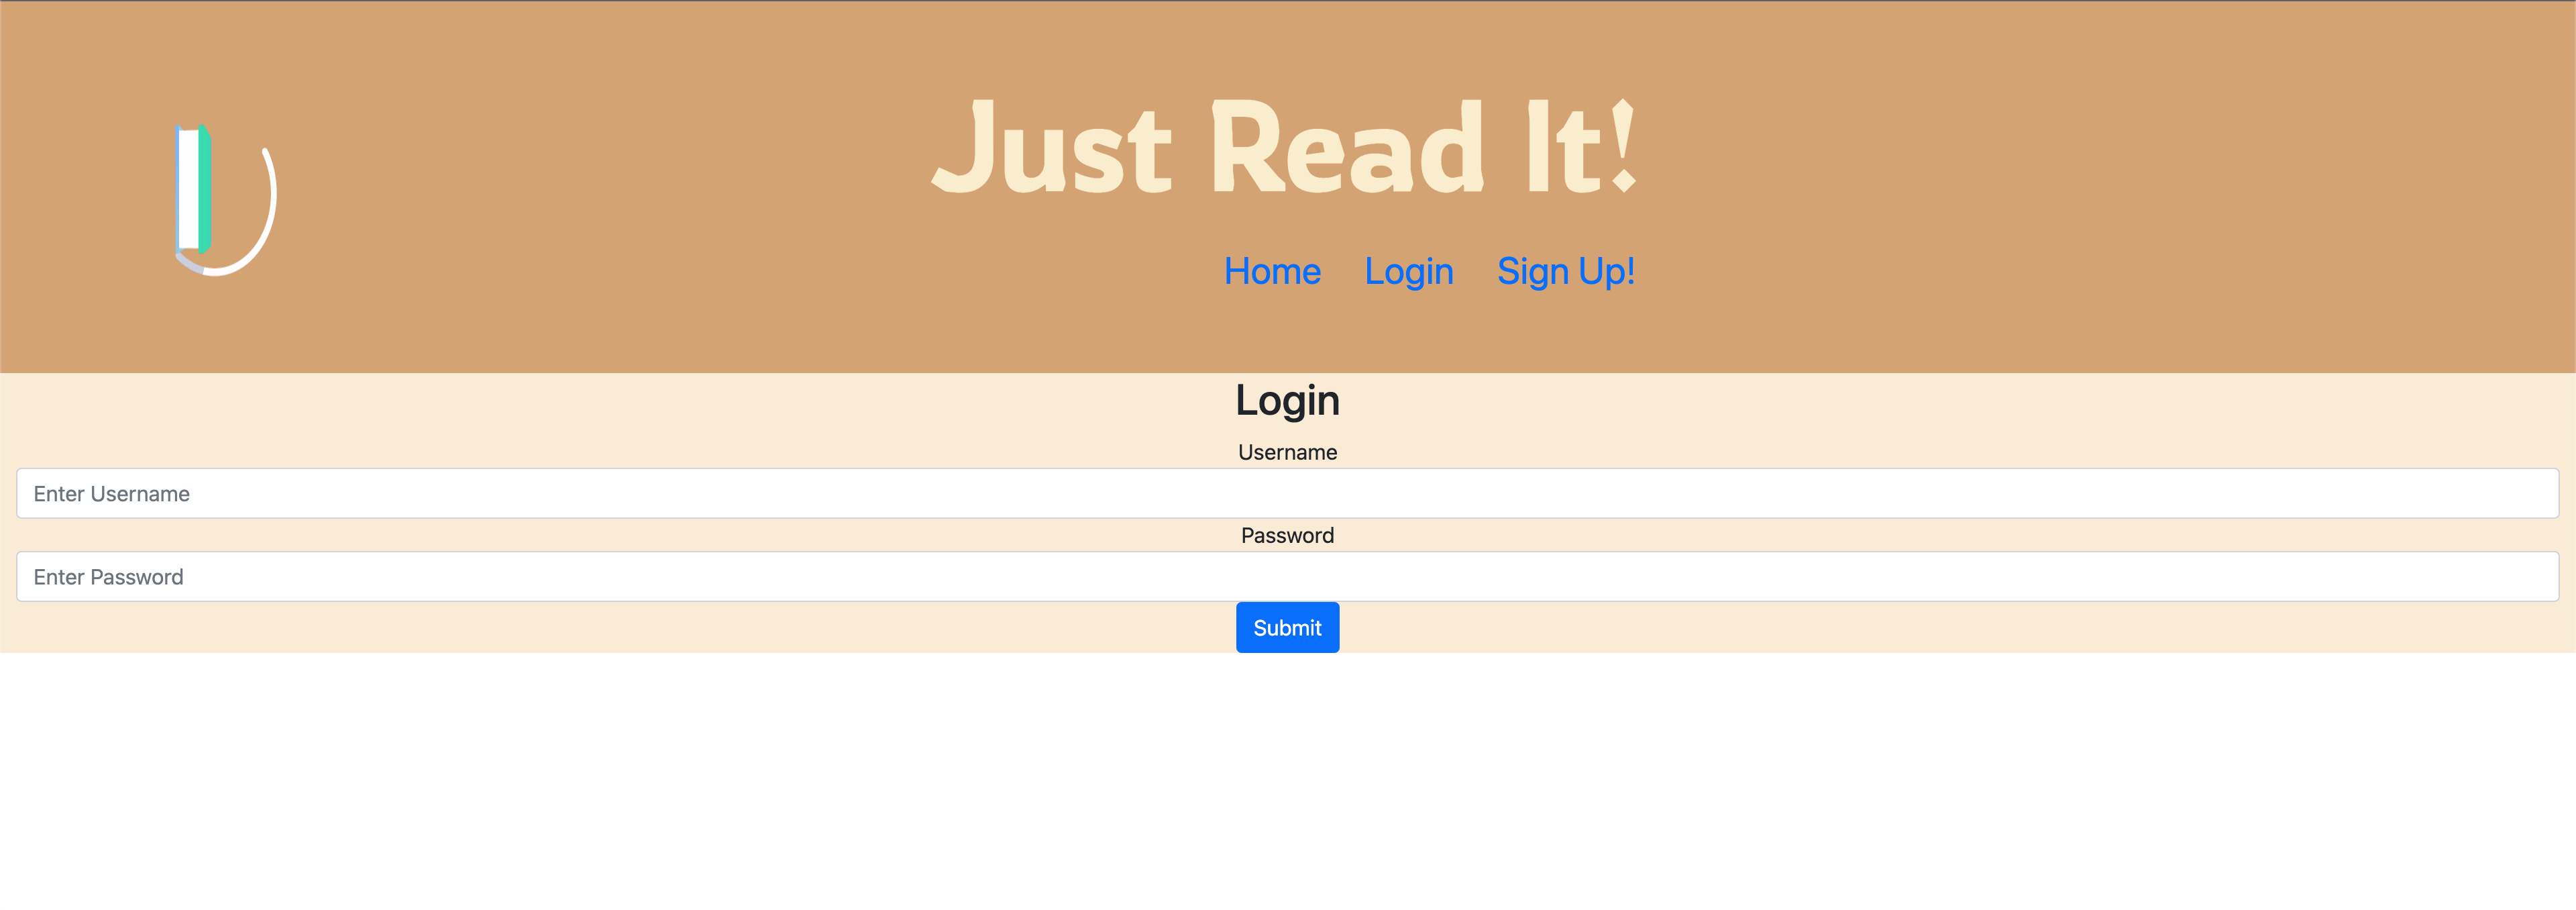 Just Read It!
Home Login Sign Up!
Login
Username
Enter Username
Password
Enter Password
Submit